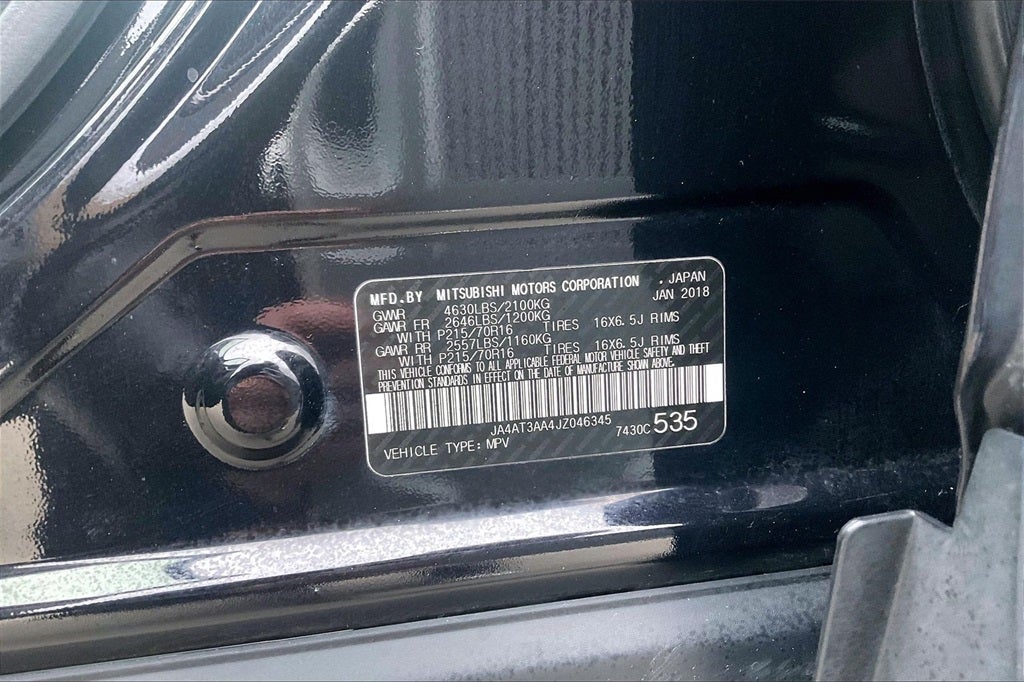 MFD.BY MITSUBISHI MOTORS CORPORATION . JAPAN
JAN 2018
GVWR 4630LBS/2100KG
GAWR FR 2646LBS/1200KG
WITH P215/70R16 TIRES 16X6.5J RIMS
GAWR RR 2557LBS/1160KG
WITH P215/70R16 TIRES 16X6.5J RIMS
THIS VEHICLE CONFORMS TO ALL APPLICABLE FEDERAL MOTOR VEHICLE SAFETY AND THEFT
PREVENTION STANDARDS IN EFFECT ON THE DATE OF MANUFACTURE SHOWN ABOVE.
JA4AT3AA4JZ046345
7430C 535
VEHICLE TYPE: MPV